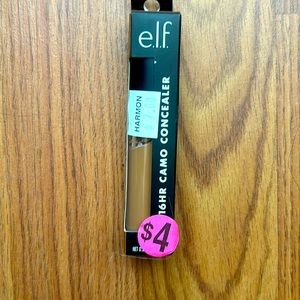 e.l.f.
HARMON
16HR CAMO CONCEALER
$4